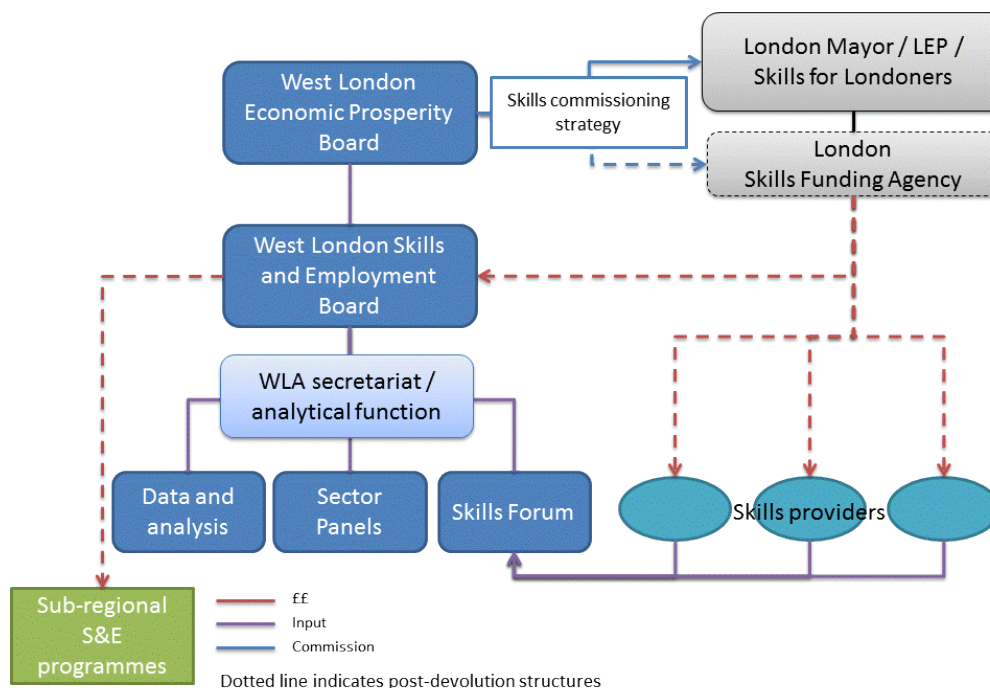 West London
Economic Prosperity
Board
Skills commissioning
strategy
London Mayor / LEP /
Skills for Londoners
London
Skills Funding Agency
West London Skills
and Employment
Board
WLA secretariat /
analytical function
Data and
analysis
Sector
Panels
Skills Forum
Skills providers
Sub-regional
S&E
programmes
££
Input
Commission
Dotted line indicates post-devolution structures